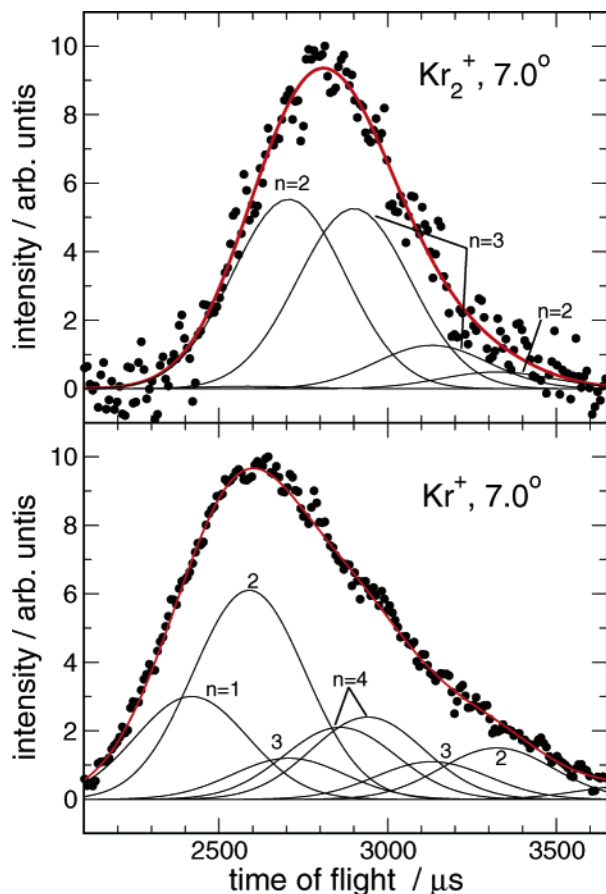 10
8
6
4
2
0
intensity / arb. untis
Kr₂⁺, 7.0°
n=2
n=3
n=2
10
8
6
4
2
0
intensity / arb. untis
Kr⁺, 7.0°
2
n=1
n=4
3
3
2
2500 3000 3500
time of flight / μs